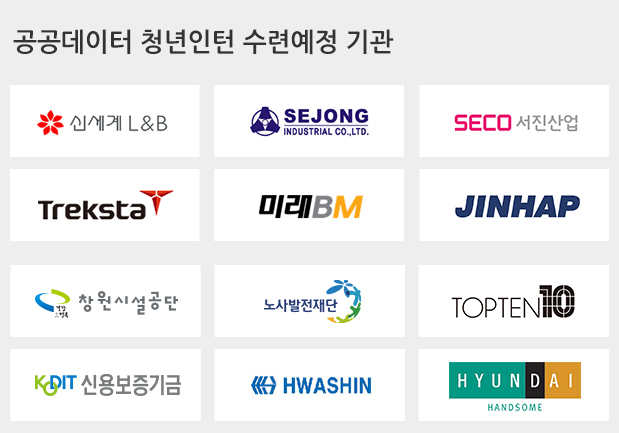 공공데이터 청년인턴 수련예정 기관
신세계 L&B
SEJONG
INDUSTRIAL CO.,LTD.
SECO 서진산업
Treksta
미래BM
JINHAP
창원시설공단
노사발전재단
TOPTEN10
KODIT 신용보증기금
HWASHIN
HYUNDAI
HANDSOME